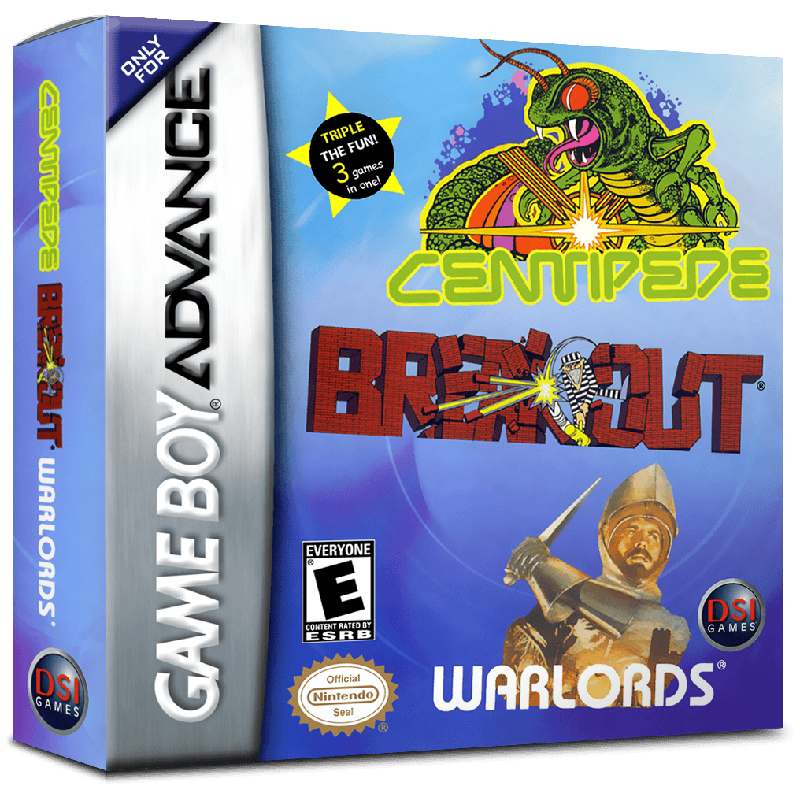 CENTIPEDE
BREAKOUT
WARLORDS®
DSI
GAMES
ONLY
FOR
GAME BOY® ADVANCE
TRIPLE
THE FUN!
3 games
in one!
CENTIPEDE®
BREAKOUT®
EVERYONE
E
®
CONTENT RATED BY
ESRB
Official
Nintendo
Seal
®
DSI
GAMES
WARLORDS®